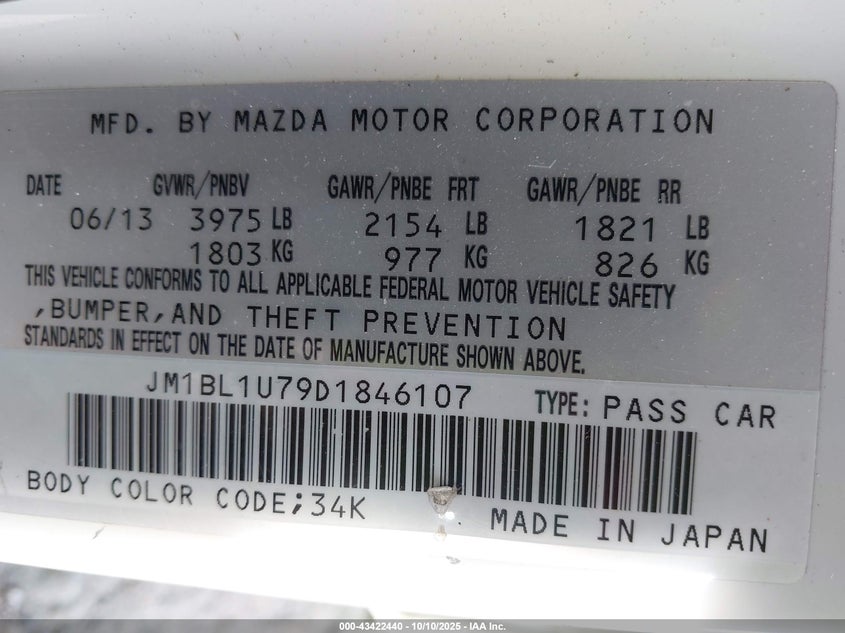 MFD. BY MAZDA MOTOR CORPORATION
DATE GVWR/PNBV GAWR/PNBE FRT GAWR/PNBE RR
06/13 3975 LB 2154 LB 1821 LB
1803 KG 977 KG 826 KG
THIS VEHICLE CONFORMS TO ALL APPLICABLE FEDERAL MOTOR VEHICLE SAFETY
,BUMPER,AND THEFT PREVENTION
STANDARDS IN EFFECT ON THE DATE OF MANUFACTURE SHOWN ABOVE.
JM1BL1U79D1846107 TYPE: PASS CAR
BODY COLOR CODE;34K MADE IN JAPAN
000-43422440 - 10/10/2025 - IAA Inc.